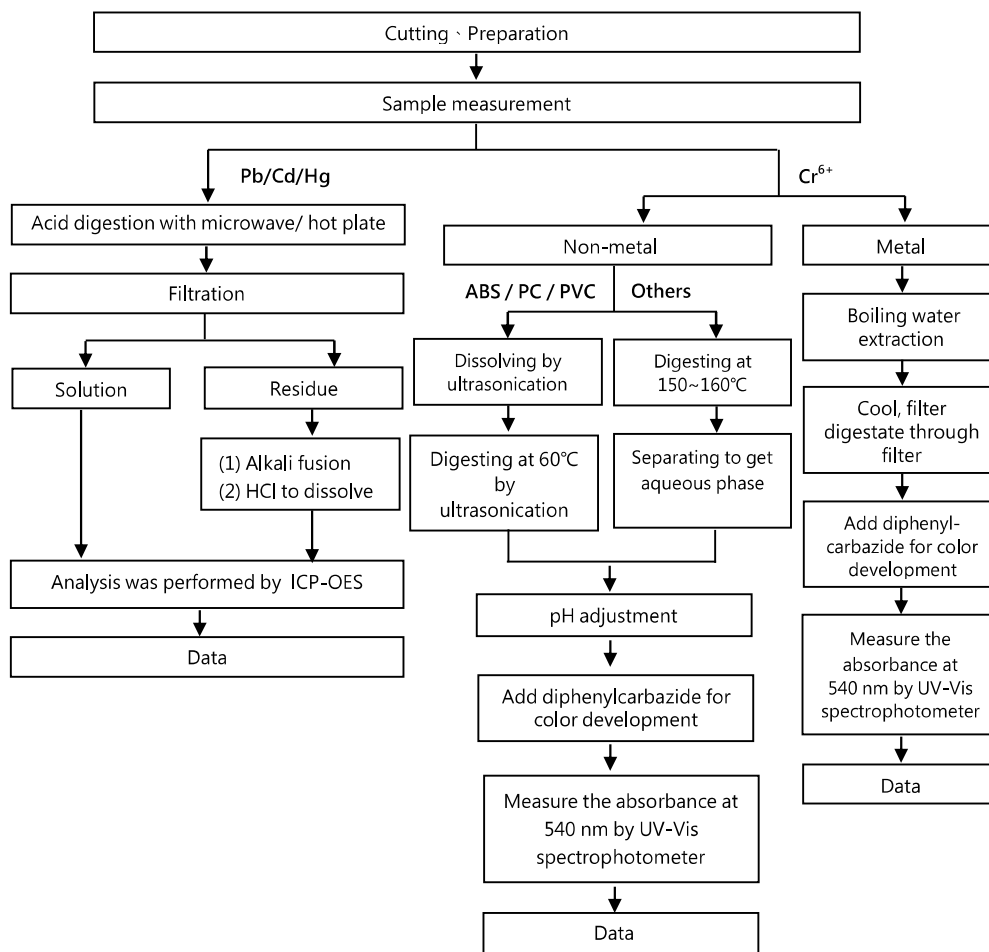 Cutting、Preparation
Sample measurement
Pb/Cd/Hg
Acid digestion with microwave/ hot plate
Filtration
Solution
Residue
(1) Alkali fusion
(2) HCl to dissolve
Analysis was performed by ICP-OES
Data
Cr⁶⁺
Non-metal
ABS / PC / PVC
Others
Dissolving by
ultrasonication
Digesting at
150~160℃
Digesting at 60℃
by
ultrasonication
Separating to get
aqueous phase
pH adjustment
Add diphenylcarbazide for
color development
Measure the absorbance at
540 nm by UV-Vis
spectrophotometer
Data
Metal
Boiling water
extraction
Cool, filter
digestate through
filter
Add diphenyl-
carbazide for color
development
Measure the
absorbance at
540 nm by UV-Vis
spectrophotometer
Data